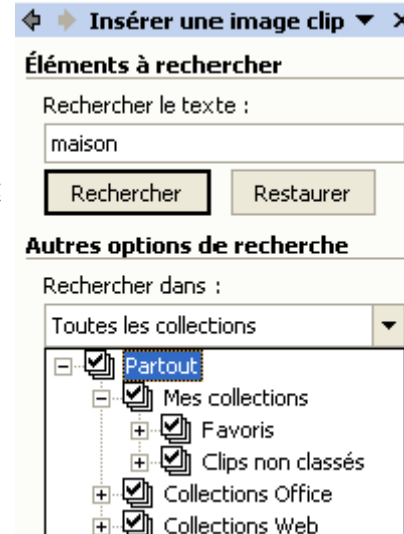 Insérer une image clip
Éléments à rechercher
Rechercher le texte :
maison
Rechercher Restaurer
Autres options de recherche
Rechercher dans :
Toutes les collections
Partout
Mes collections
Favoris
Clips non classés
Collections Office
Collections Web